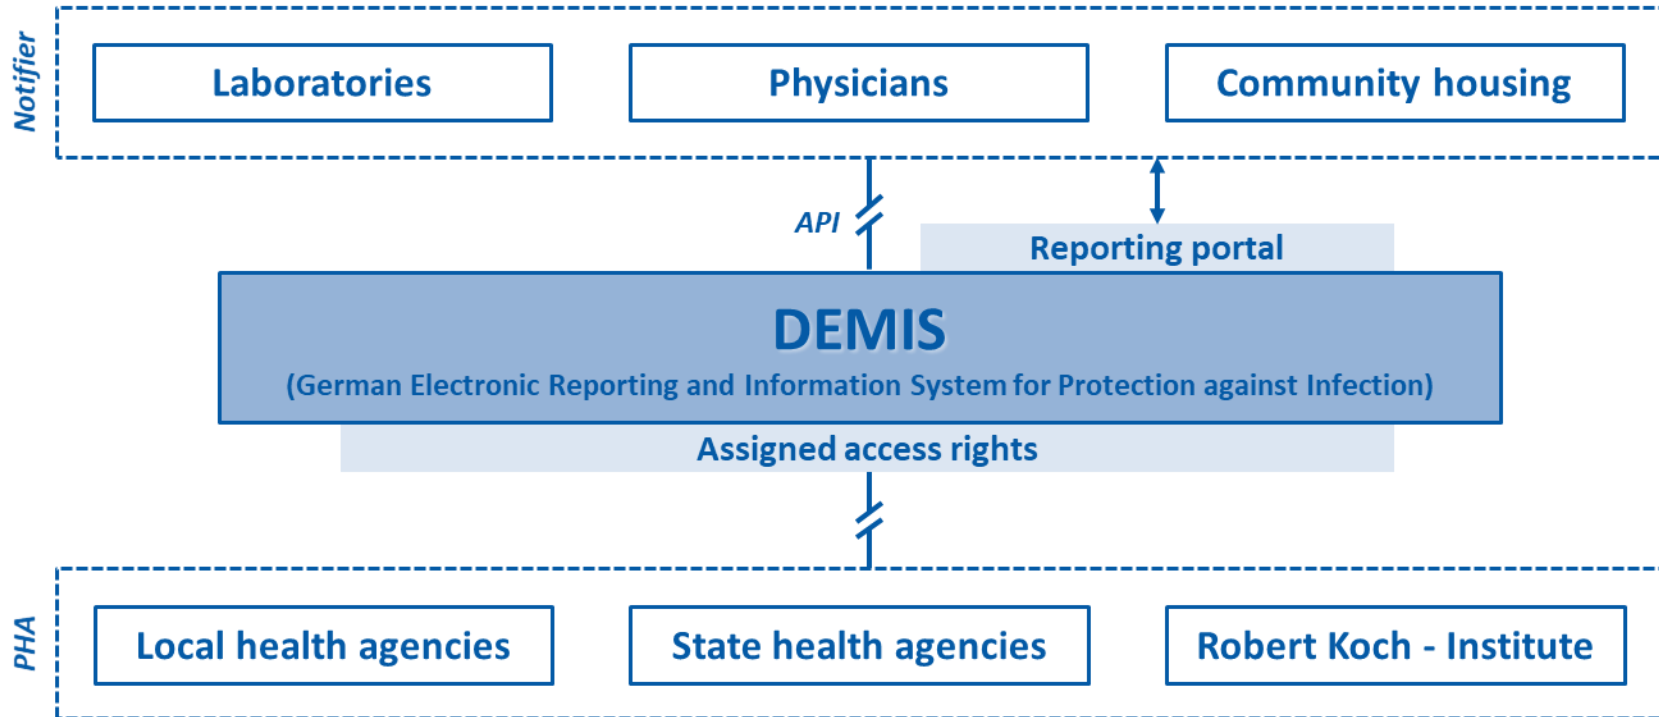 Notifier
Laboratories
Physicians
Community housing
API
Reporting portal
DEMIS
(German Electronic Reporting and Information System for Protection against Infection)
Assigned access rights
PHA
Local health agencies
State health agencies
Robert Koch - Institute